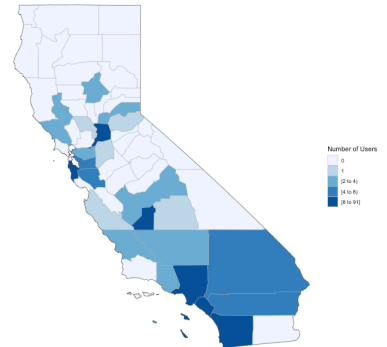 Number of Users
0
1
[2 to 4)
[4 to 8)
[8 to 91]